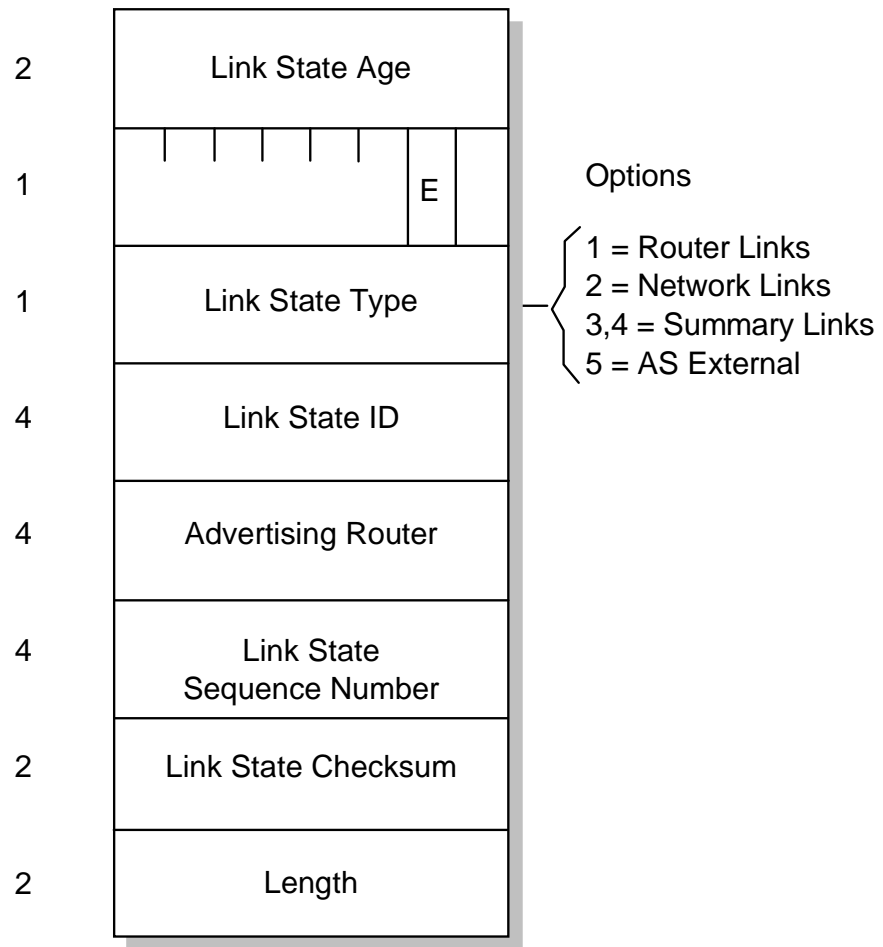 2
Link State Age
1
E
Options
1
Link State Type
1 = Router Links
2 = Network Links
3,4 = Summary Links
5 = AS External
4
Link State ID
4
Advertising Router
4
Link State
Sequence Number
2
Link State Checksum
2
Length